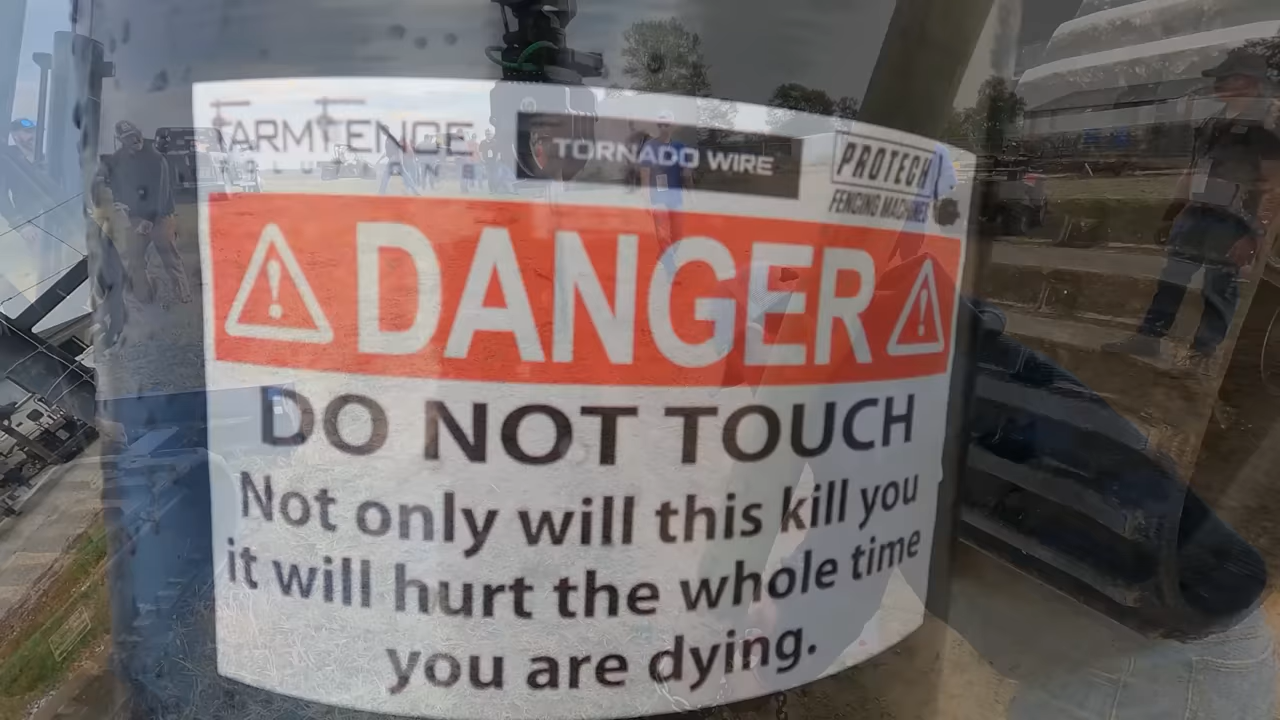 FARMFENCE
SOLUTIONS
TORNADO WIRE
PROTECH
FENCING MACHINES
DANGER
DO NOT TOUCH
Not only will this kill you
it will hurt the whole time
you are dying.